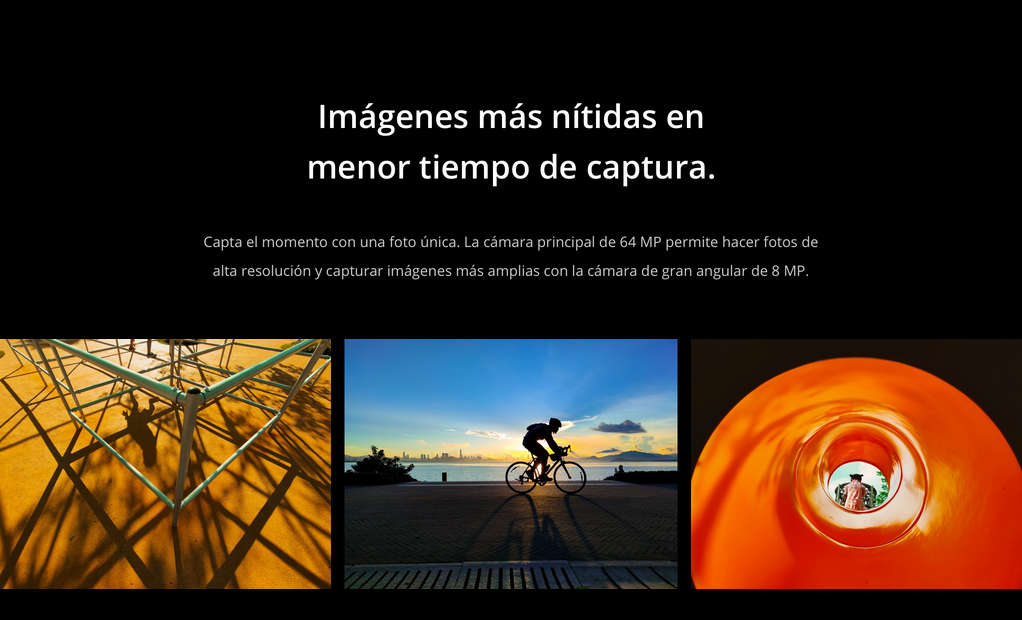 Imágenes más nítidas en
menor tiempo de captura.
Capta el momento con una foto única. La cámara principal de 64 MP permite hacer fotos de
alta resolución y capturar imágenes más amplias con la cámara de gran angular de 8 MP.